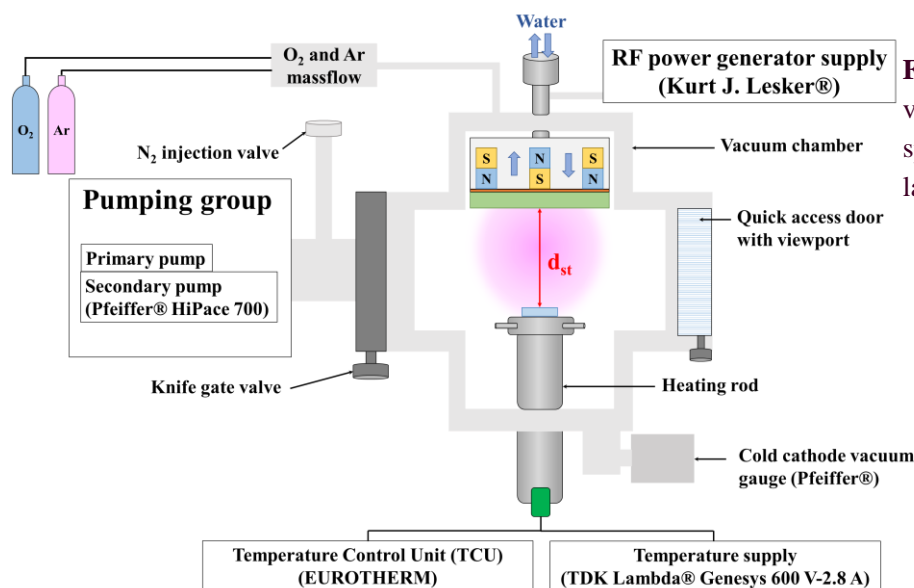 Water
O₂ and Ar
massflow
RF power generator supply
(Kurt J. Lesker®)
O₂
Ar
N₂ injection valve
Vacuum chamber
S
N
S
N
S
N
Pumping group
Primary pump
Secondary pump
(Pfeiffer® HiPace 700)
Quick access door
with viewport
d_st
Knife gate valve
Heating rod
Cold cathode vacuum
gauge (Pfeiffer®)
Temperature Control Unit (TCU)
(EUROTHERM)
Temperature supply
(TDK Lambda® Genesys 600 V-2.8 A)